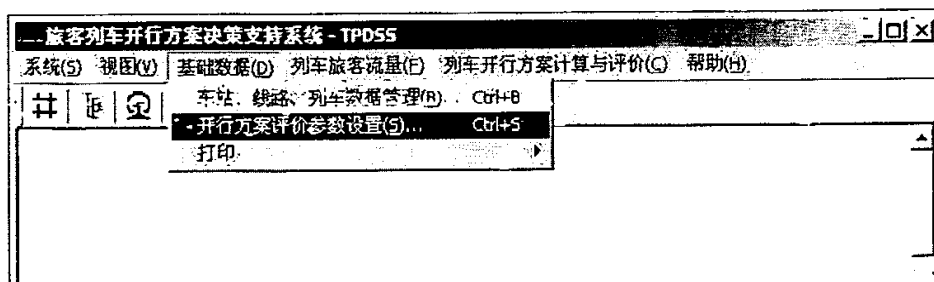 旅客列车开行方案决策支持系统 - TPDSS
系统(S) 视图(V) 基础数据(D) 列车旅客流量(F) 列车开行方案计算与评价(C) 帮助(H)
车站、线路、列车数据管理(R)... Ctrl+B
开行方案评价参数设置(S)... Ctrl+S
打印